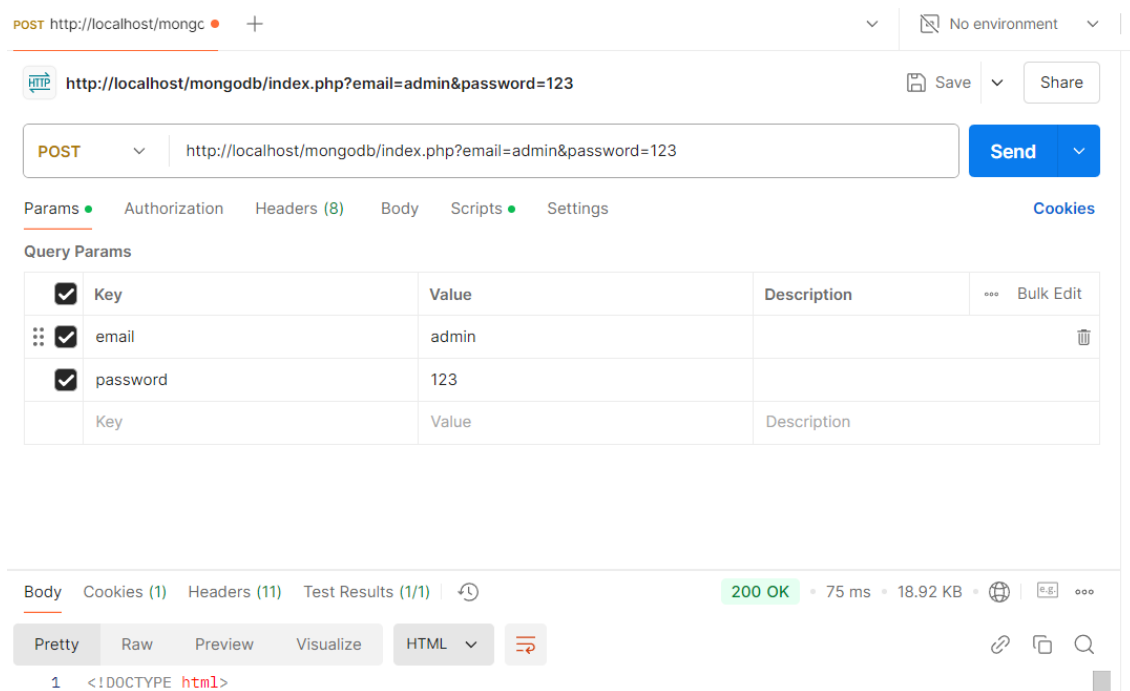 POST http://localhost/mongc
No environment
HTTP http://localhost/mongodb/index.php?email=admin&password=123 Save Share
POST http://localhost/mongodb/index.php?email=admin&password=123 Send
Params Authorization Headers (8) Body Scripts Settings Cookies
Query Params
Key Value Description Bulk Edit
email admin
password 123
Key Value Description
Body Cookies (1) Headers (11) Test Results (1/1) 200 OK 75 ms 18.92 KB e.g.
Pretty Raw Preview Visualize HTML
1 <!DOCTYPE html>